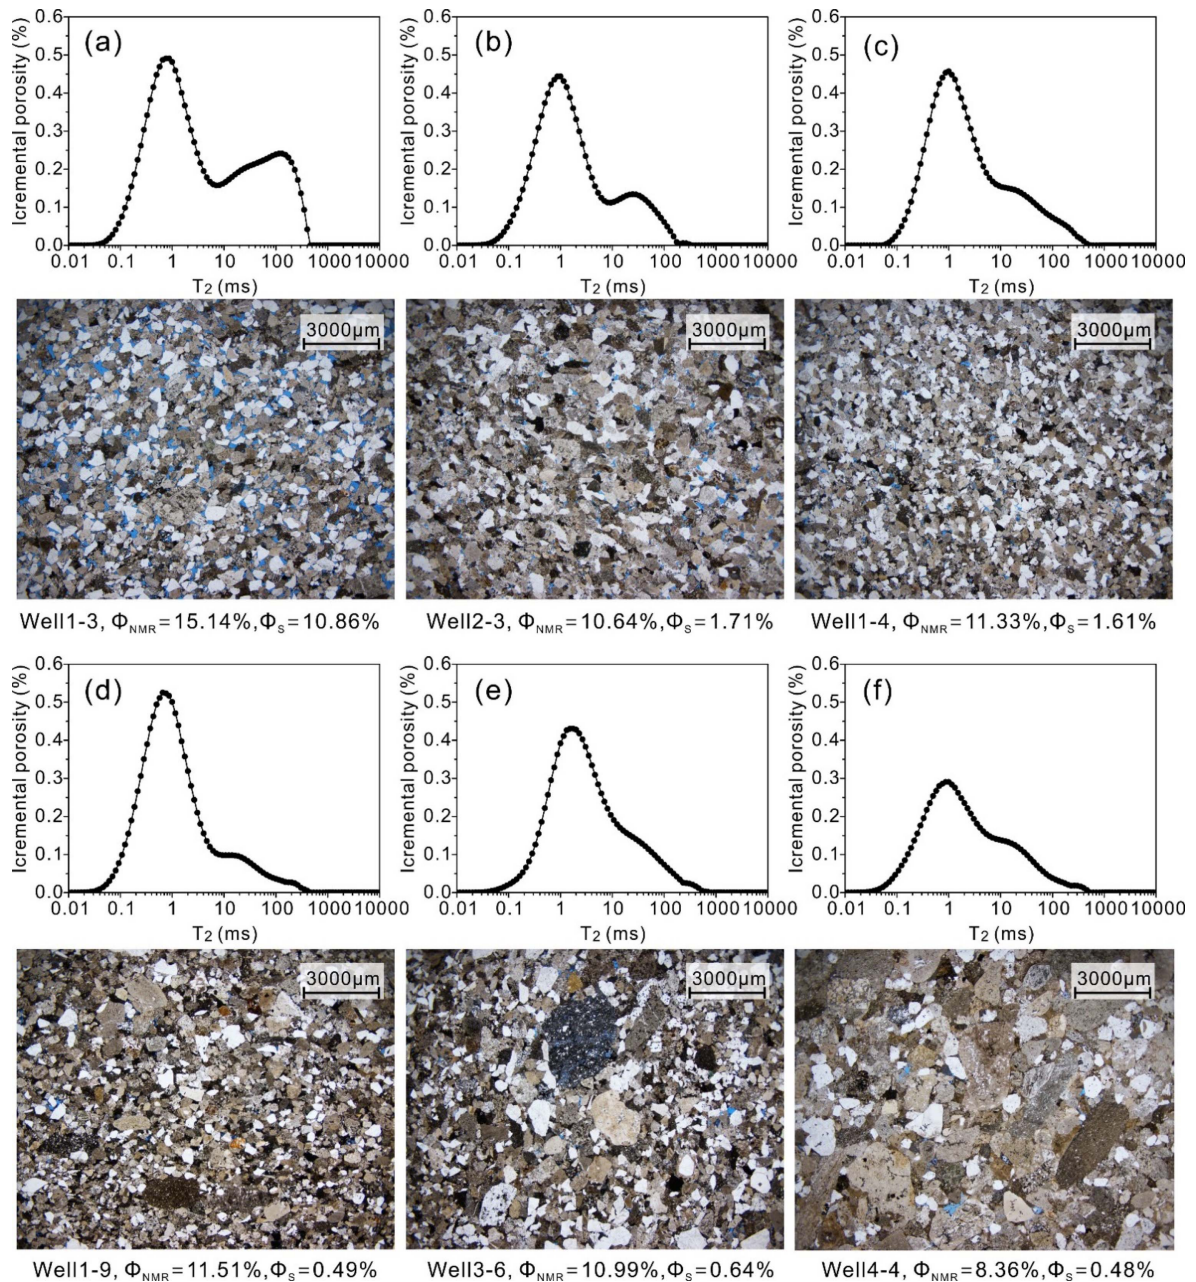 (a)
Icremental porosity (%)
0.6
0.5
0.4
0.3
0.2
0.1
0.0
0.01 0.1 1 10 100 1000 10000
T2 (ms)
(b)
Icremental porosity (%)
0.6
0.5
0.4
0.3
0.2
0.1
0.0
0.01 0.1 1 10 100 1000 10000
T2 (ms)
(c)
Icremental porosity (%)
0.6
0.5
0.4
0.3
0.2
0.1
0.0
0.01 0.1 1 10 100 1000 10000
T2 (ms)
3000μm
3000μm
3000μm
Well1-3, ΦNMR=15.14%,ΦS=10.86%
Well2-3, ΦNMR=10.64%,ΦS=1.71%
Well1-4, ΦNMR=11.33%,ΦS=1.61%
(d)
Icremental porosity (%)
0.6
0.5
0.4
0.3
0.2
0.1
0.0
0.01 0.1 1 10 100 1000 10000
T2 (ms)
(e)
Icremental porosity (%)
0.6
0.5
0.4
0.3
0.2
0.1
0.0
0.01 0.1 1 10 100 1000 10000
T2 (ms)
(f)
Icremental porosity (%)
0.6
0.5
0.4
0.3
0.2
0.1
0.0
0.01 0.1 1 10 100 1000 10000
T2 (ms)
3000μm
3000μm
3000μm
Well1-9, ΦNMR=11.51%,ΦS=0.49%
Well3-6, ΦNMR=10.99%,ΦS=0.64%
Well4-4, ΦNMR=8.36%,ΦS=0.48%